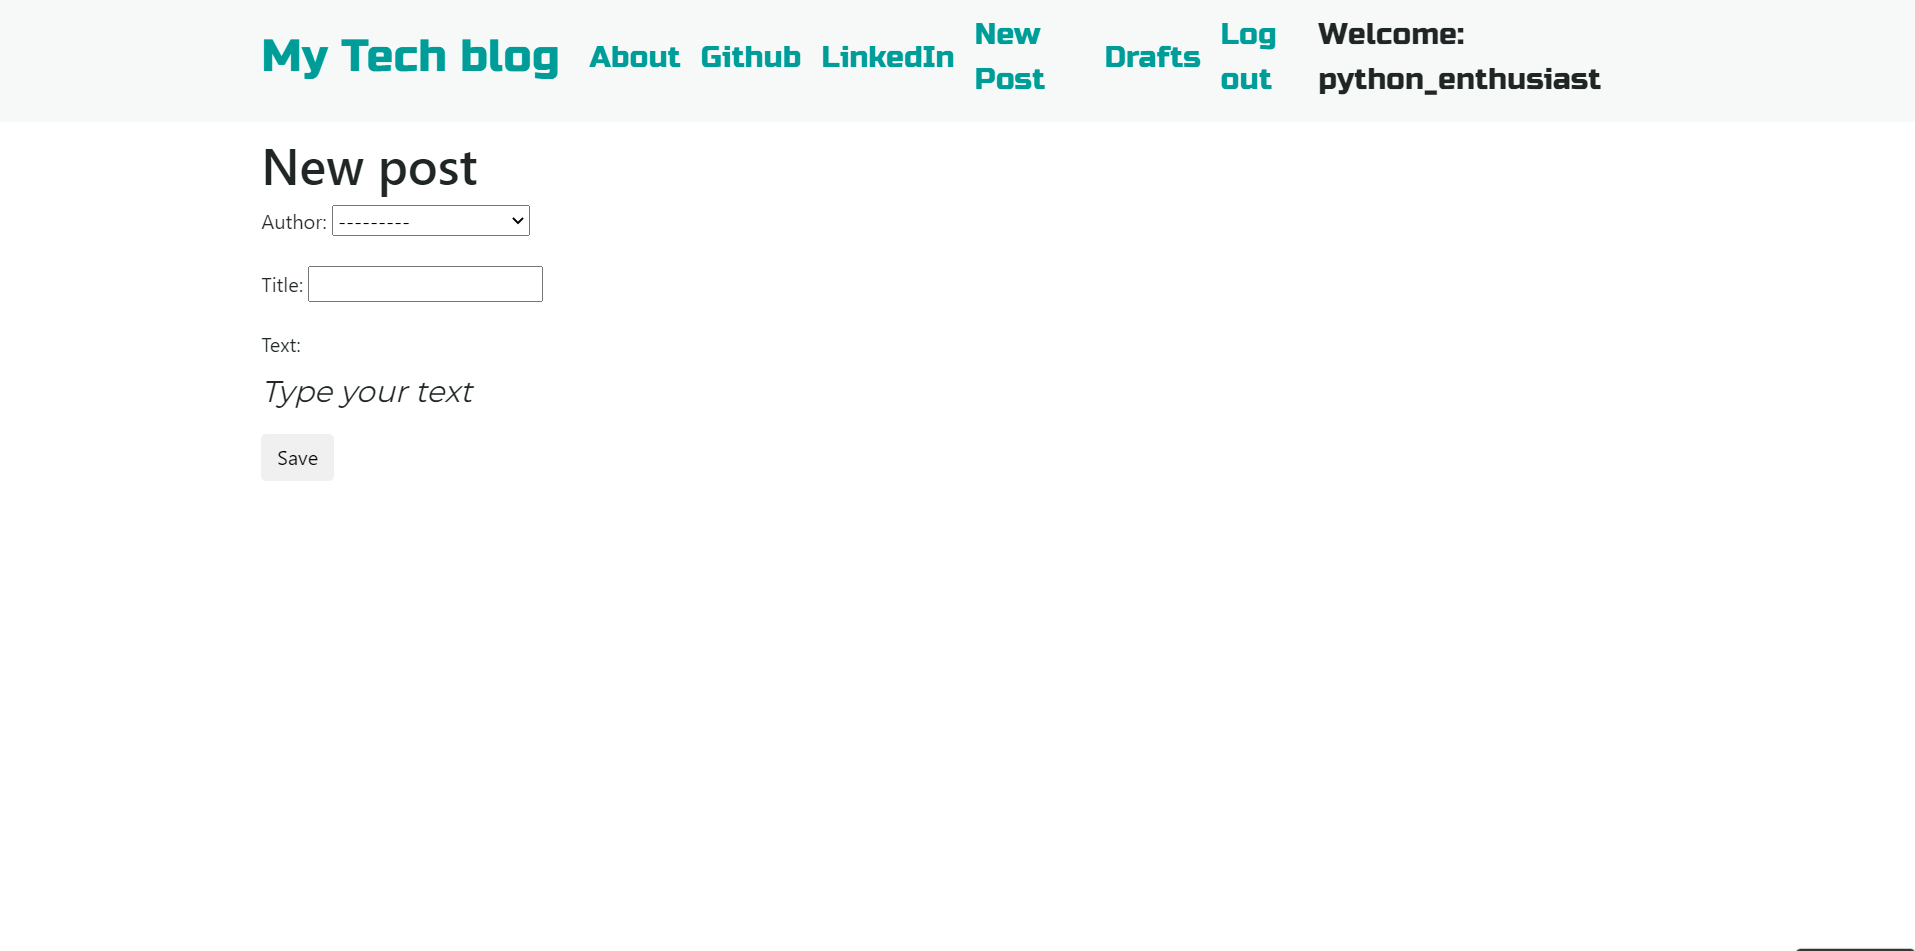 My Tech blog About Github LinkedIn New Post Drafts Log out Welcome: python_enthusiast
New post
Author: ---------
Title:
Text:
Type your text
Save